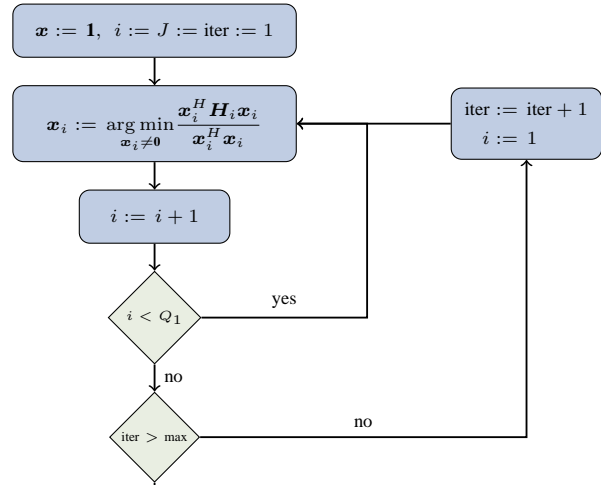 x := 1, i := J := iter := 1
x_i := arg min_{x_i≠0} \frac{x_i^H H_i x_i}{x_i^H x_i}
iter := iter + 1
i := 1
i := i + 1
i < Q_1
yes
no
iter > max
no